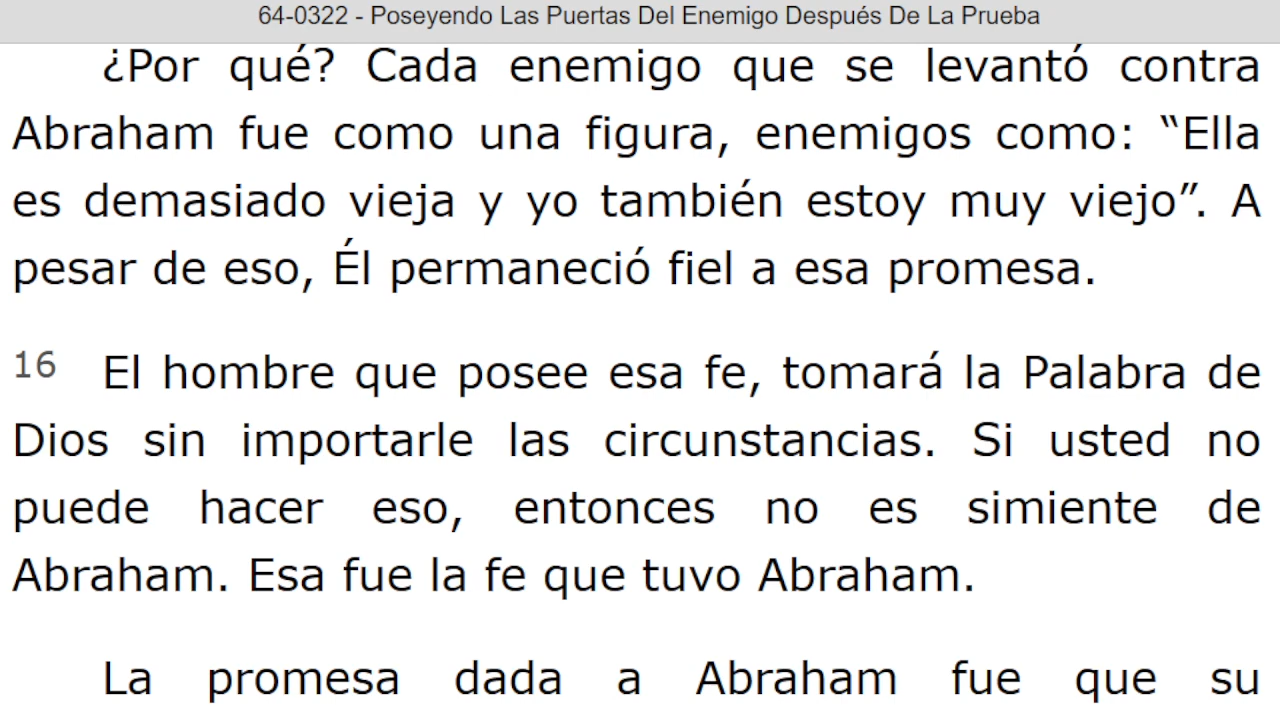 64-0322 - Poseyendo Las Puertas Del Enemigo Después De La Prueba
¿Por qué? Cada enemigo que se levantó contra
Abraham fue como una figura, enemigos como: “Ella
es demasiado vieja y yo también estoy muy viejo”. A
pesar de eso, Él permaneció fiel a esa promesa.
16 El hombre que posee esa fe, tomará la Palabra de
Dios sin importarle las circunstancias. Si usted no
puede hacer eso, entonces no es simiente de
Abraham. Esa fue la fe que tuvo Abraham.
La promesa dada a Abraham fue que su